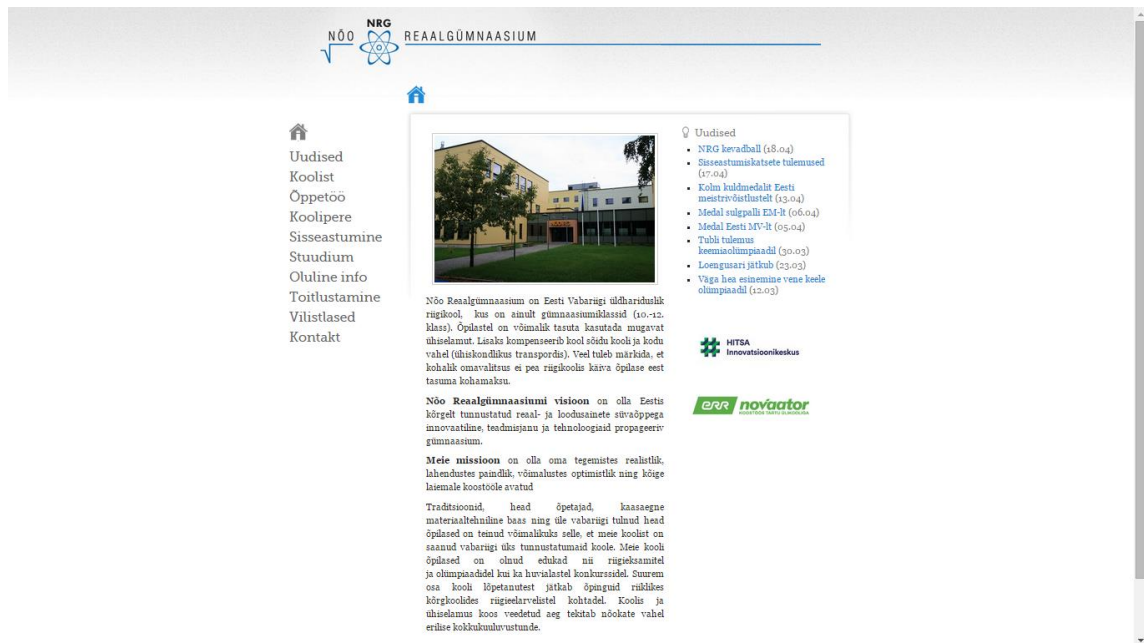 NRG
NÕO REAALGÜMNAASIUM
Uudised
Koolist
Õppetöö
Koolipere
Sisseastumine
Stuudium
Oluline info
Toitlustamine
Vilistlased
Kontakt
Nõo Reaalgümnaasium on Eesti Vabariigi üldhariduslik
riigikool, kus on ainult gümnaasiumiklassid (10.-12.
klass). Õpilastel on võimalik tasuta kasutada mugavat
ühiselamut. Lisaks kompenseerib kool sõidu kooli ja kodu
vahel (ühiskondlikus transpordis). Veel tuleb märkida, et
kohalik omavalitsus ei pea riigikoolis käiva õpilase eest
tasuma kohamaksu.
Nõo Reaalgümnaasiumi visioon on olla Eestis
kõrgelt tunnustatud reaal- ja loodusainete süvaõppega
innovaatiline, teadmisjanu ja tehnoloogiaid propageeriv
gümnaasium.
Meie missioon on olla oma tegemistes realistlik,
lahendustes paindlik, võimalustes optimistlik ning kõige
laiemale koostööle avatud
Traditsioonid, head õpetajad, kaasaegne
materiaaltehniline baas ning üle vabariigi tulnud head
õpilased on teinud võimalikuks selle, et meie koolist on
saanud vabariigi üks tunnustatumaid koole. Meie kooli
õpilased on olnud edukad nii riigieksamitel
ja olümpiaadidel kui ka huvialastel konkurssidel. Suurem
osa kooli lõpetanutest jätkab õpinguid riiklikes
kõrgkoolides riigieelarvelistel kohtadel. Koolis ja
ühiselamus koos veedetud aeg tekitab nõokate vahel
erilise kokkukuuluvustunde.
Uudised
NRG kevadball (18.04)
Sisseastumiskatsete tulemused
(17.04)
Kolm kuldmedalit Eesti
meistrivõistlustelt (13.04)
Medal sulgpalli EM-lt (06.04)
Medal Eesti MV-lt (05.04)
Tubli tulemus
keemiaolümpiaadil (30.03)
Loengusari jätkub (23.03)
Väga hea esinemine vene keele
olümpiaadil (12.03)
HITSA
Innovatsioonikeskus
err novaator
KOOSTÖÖS TARTU ÜLIKOOLIGA